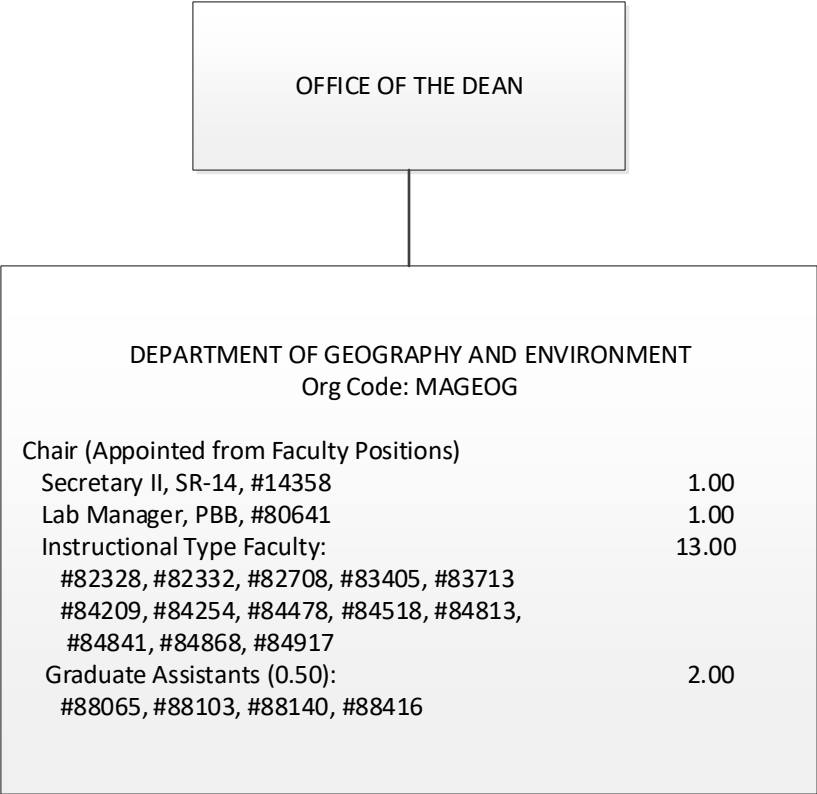 OFFICE OF THE DEAN
DEPARTMENT OF GEOGRAPHY AND ENVIRONMENT
Org Code: MAGEOG
Chair (Appointed from Faculty Positions)
Secretary II, SR-14, #14358 1.00
Lab Manager, PBB, #80641 1.00
Instructional Type Faculty: 13.00
#82328, #82332, #82708, #83405, #83713
#84209, #84254, #84478, #84518, #84813,
#84841, #84868, #84917
Graduate Assistants (0.50): 2.00
#88065, #88103, #88140, #88416